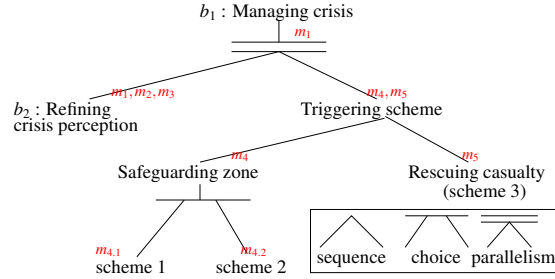 b₁ : Managing crisis
m₁
m₁, m₂, m₃
m₄, m₅
b₂ : Refining
crisis perception
Triggering scheme
m₄
m₅
Safeguarding zone
Rescuing casualty
(scheme 3)
m₄.₁
m₄.₂
scheme 1
scheme 2
sequence
choice
parallelism